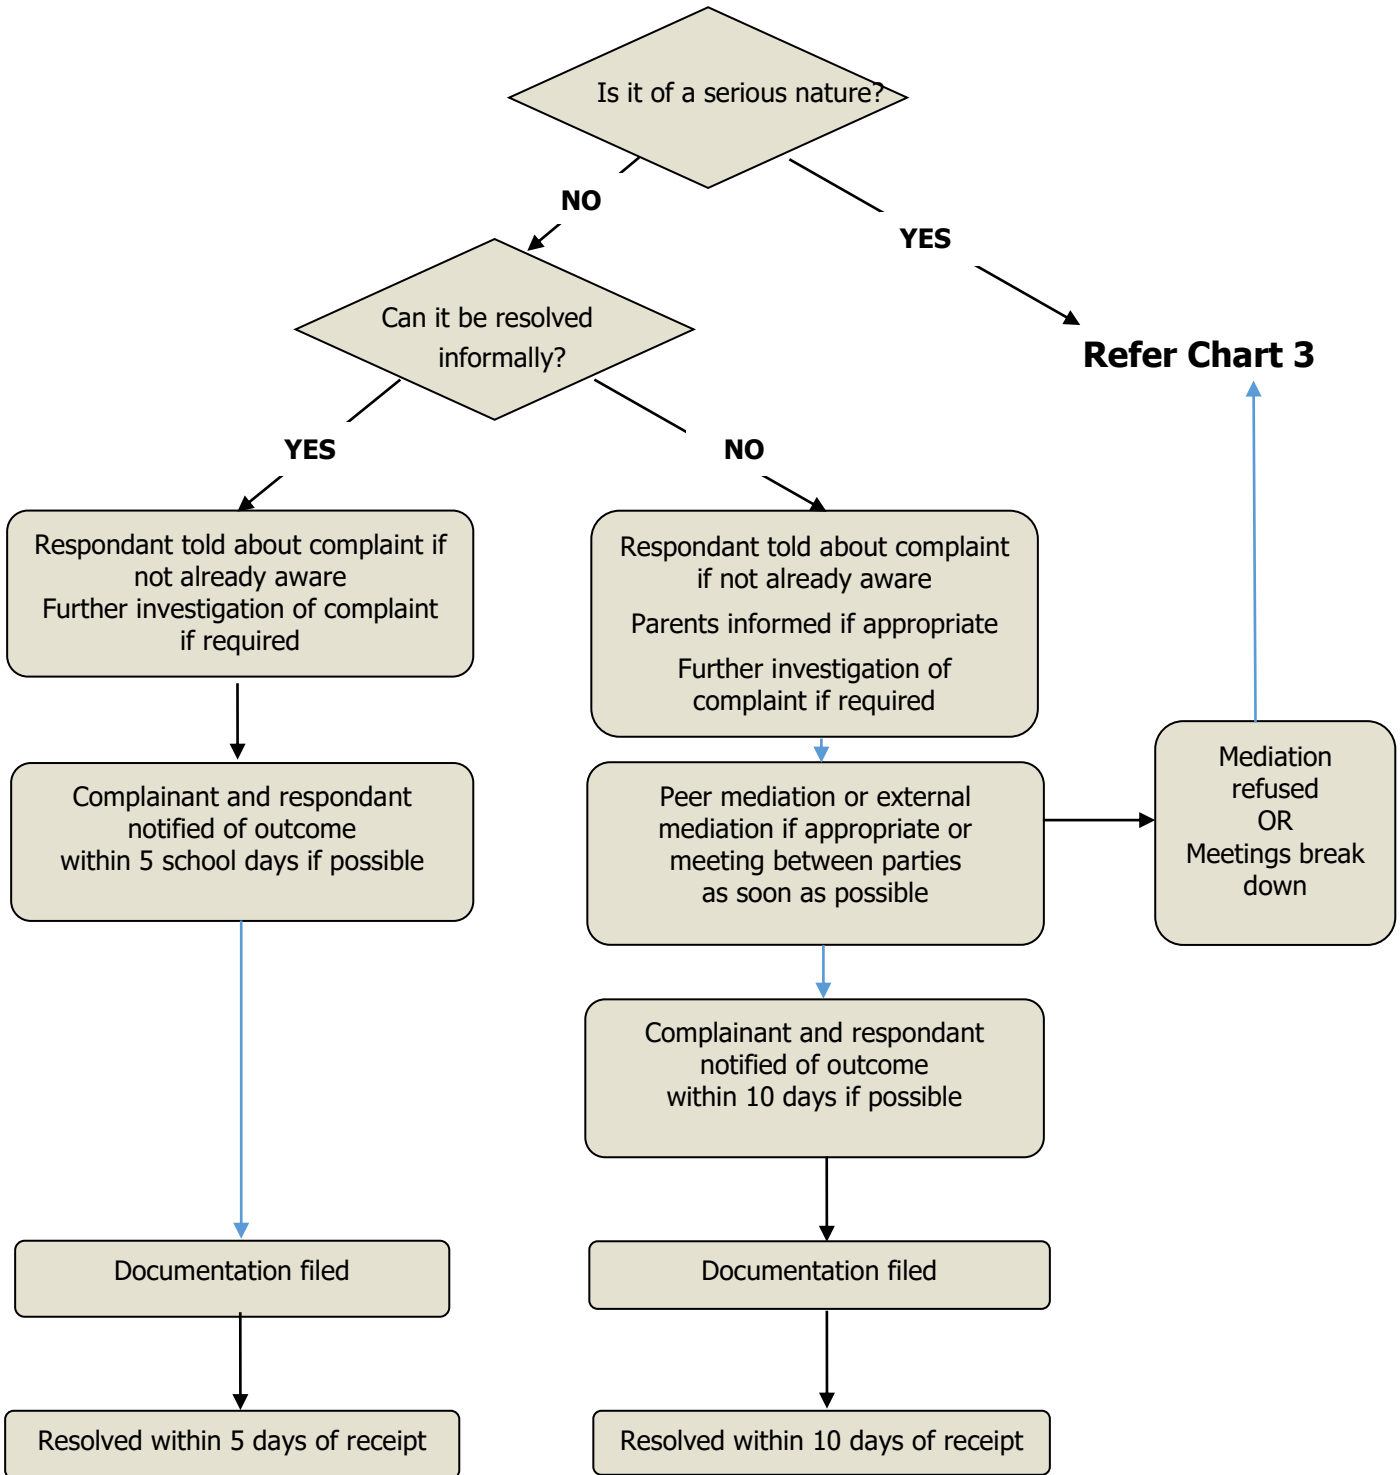 Is it of a serious nature?
NO
YES
Can it be resolved
informally?
Refer Chart 3
YES
NO
Respondant told about complaint if
not already aware
Further investigation of complaint
if required
Respondant told about complaint
if not already aware
Parents informed if appropriate
Further investigation of
complaint if required
Complainant and respondant
notified of outcome
within 5 school days if possible
Peer mediation or external
mediation if appropriate or
meeting between parties
as soon as possible
Mediation
refused
OR
Meetings break
down
Complainant and respondant
notified of outcome
within 10 days if possible
Documentation filed
Documentation filed
Resolved within 5 days of receipt
Resolved within 10 days of receipt